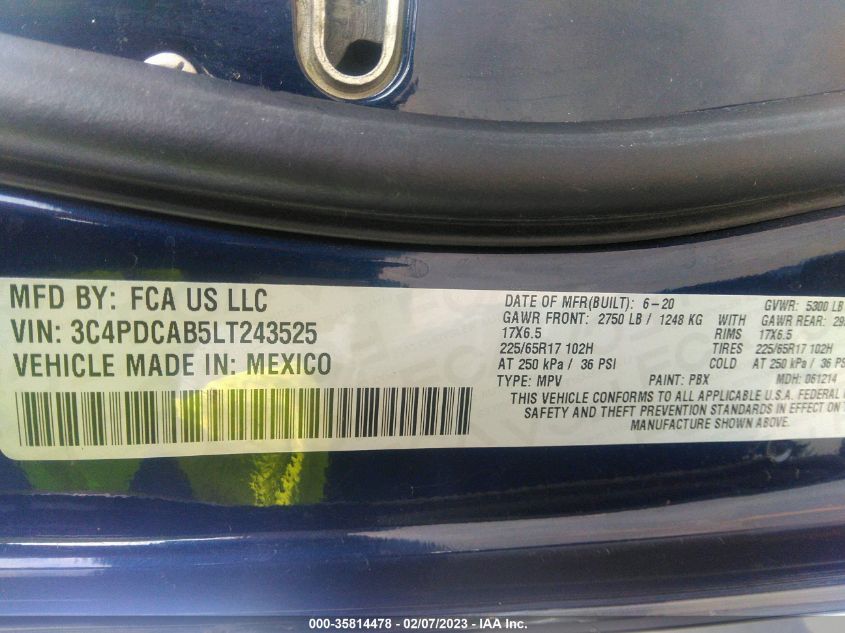 MFD BY: FCA US LLC
VIN: 3C4PDCAB5LT243525
VEHICLE MADE IN: MEXICO
DATE OF MFR(BUILT): 6-20 GVWR: 5300 LB
GAWR FRONT: 2750 LB / 1248 KG WITH GAWR REAR:
17X6.5 RIMS 17X6.5
225/65R17 102H TIRES 225/65R17 102H
AT 250 kPa / 36 PSI COLD AT 250 kPa / 36
TYPE: MPV PAINT: PBX MDH: 061214
THIS VEHICLE CONFORMS TO ALL APPLICABLE U.S.A. FEDERAL
SAFETY AND THEFT PREVENTION STANDARDS IN EFFECT ON
MANUFACTURE SHOWN ABOVE.
000-35814478 - 02/07/2023 - IAA Inc.